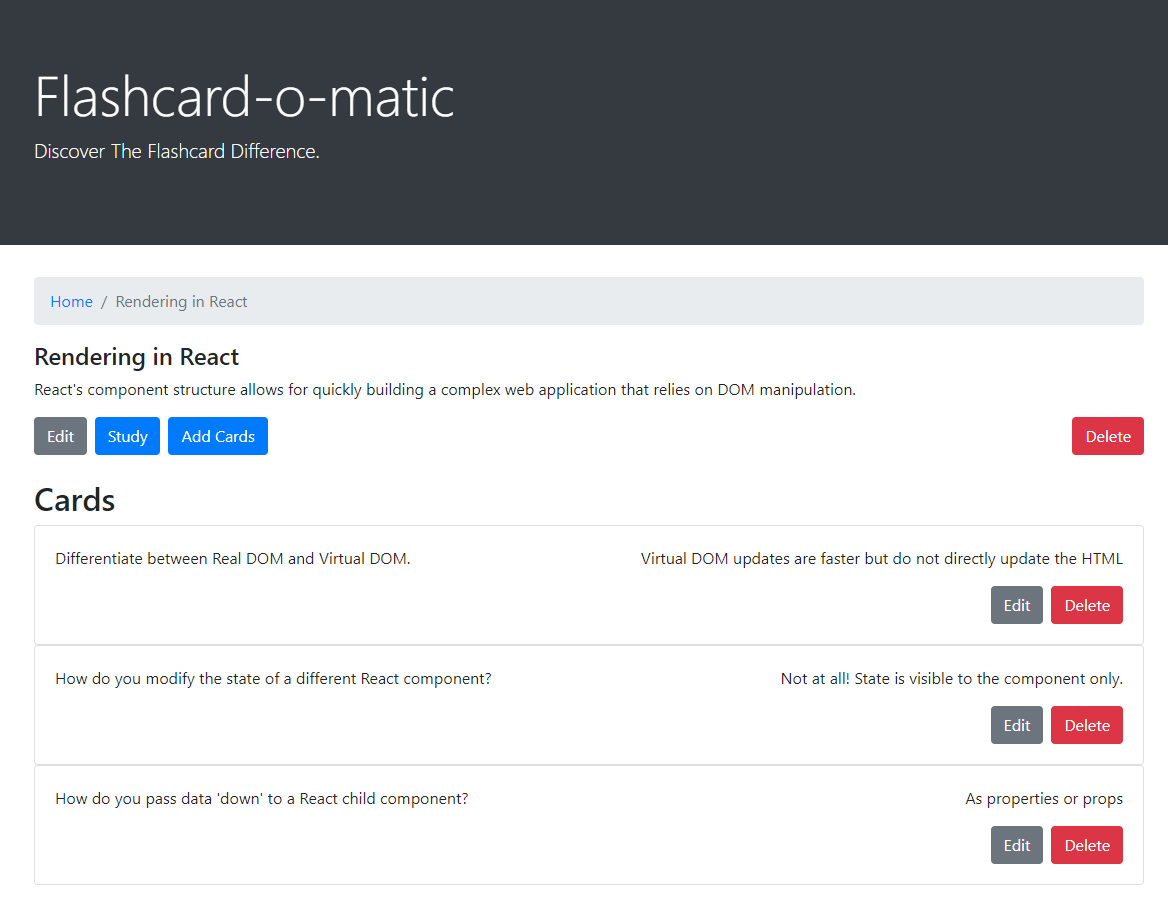 Flashcard-o-matic
Discover The Flashcard Difference.
Home / Rendering in React
Rendering in React
React's component structure allows for quickly building a complex web application that relies on DOM manipulation.
Edit Study Add Cards Delete
Cards
Differentiate between Real DOM and Virtual DOM. Virtual DOM updates are faster but do not directly update the HTML
Edit Delete
How do you modify the state of a different React component? Not at all! State is visible to the component only.
Edit Delete
How do you pass data 'down' to a React child component? As properties or props
Edit Delete